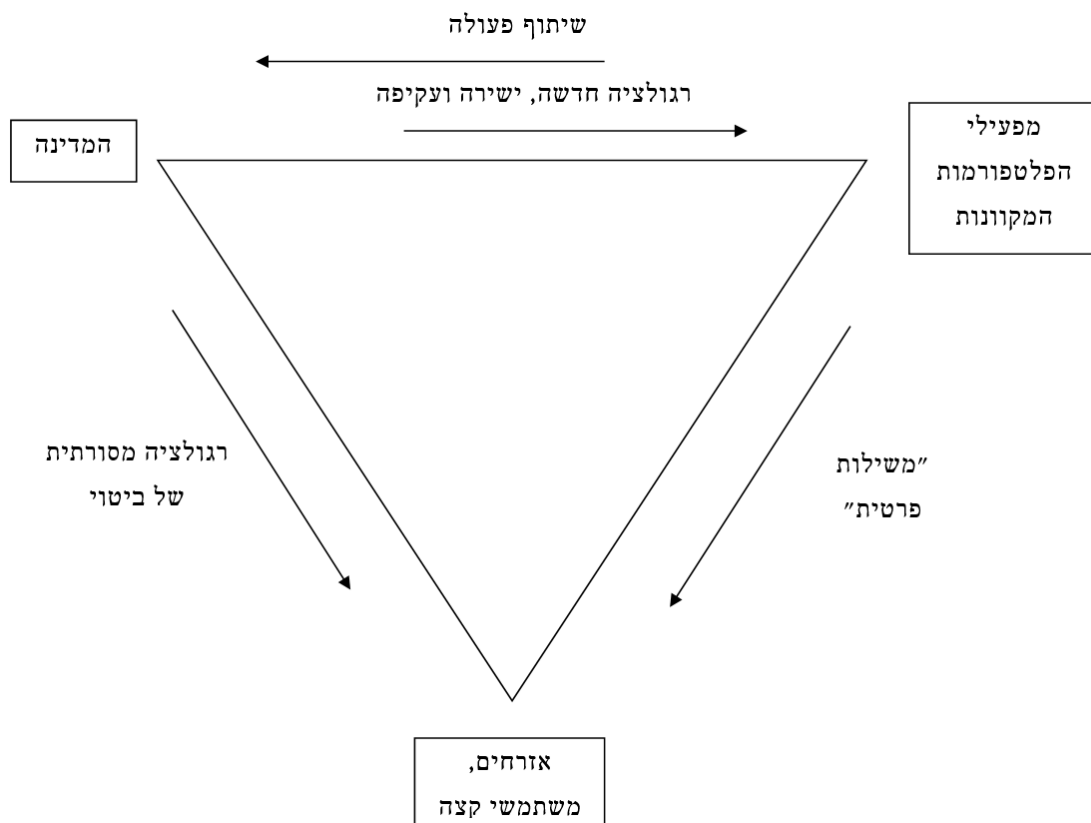 שיתוף פעולה
רגולציה חדשה, ישירה ועקיפה
מפעילי
הפלטפורמות
המקוונות
המדינה
רגולציה מסורתית
של ביטוי
"משילות
פרטית"
אזרחים,
משתמשי קצה